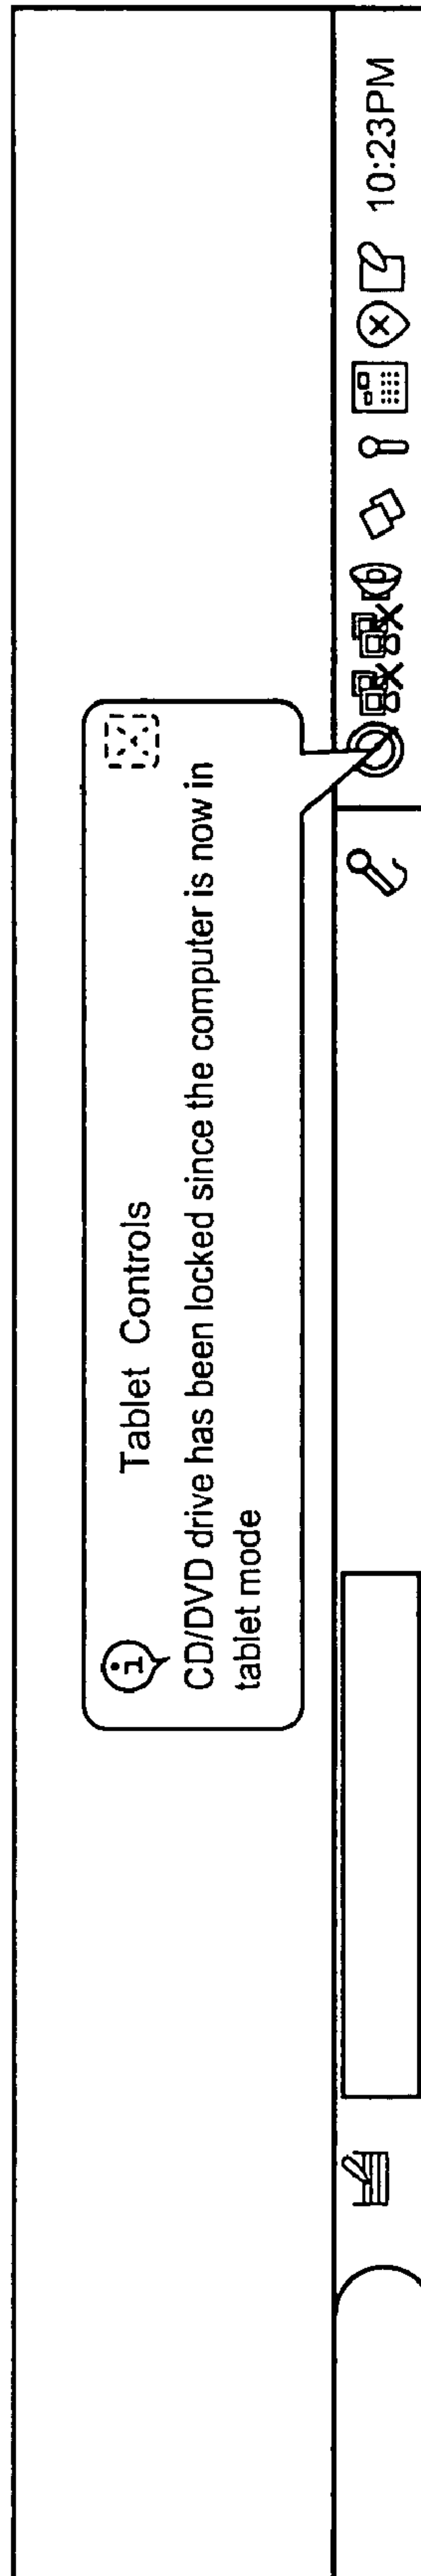 Tablet Controls
CD/DVD drive has been locked since the computer is now in
tablet mode
10:23PM